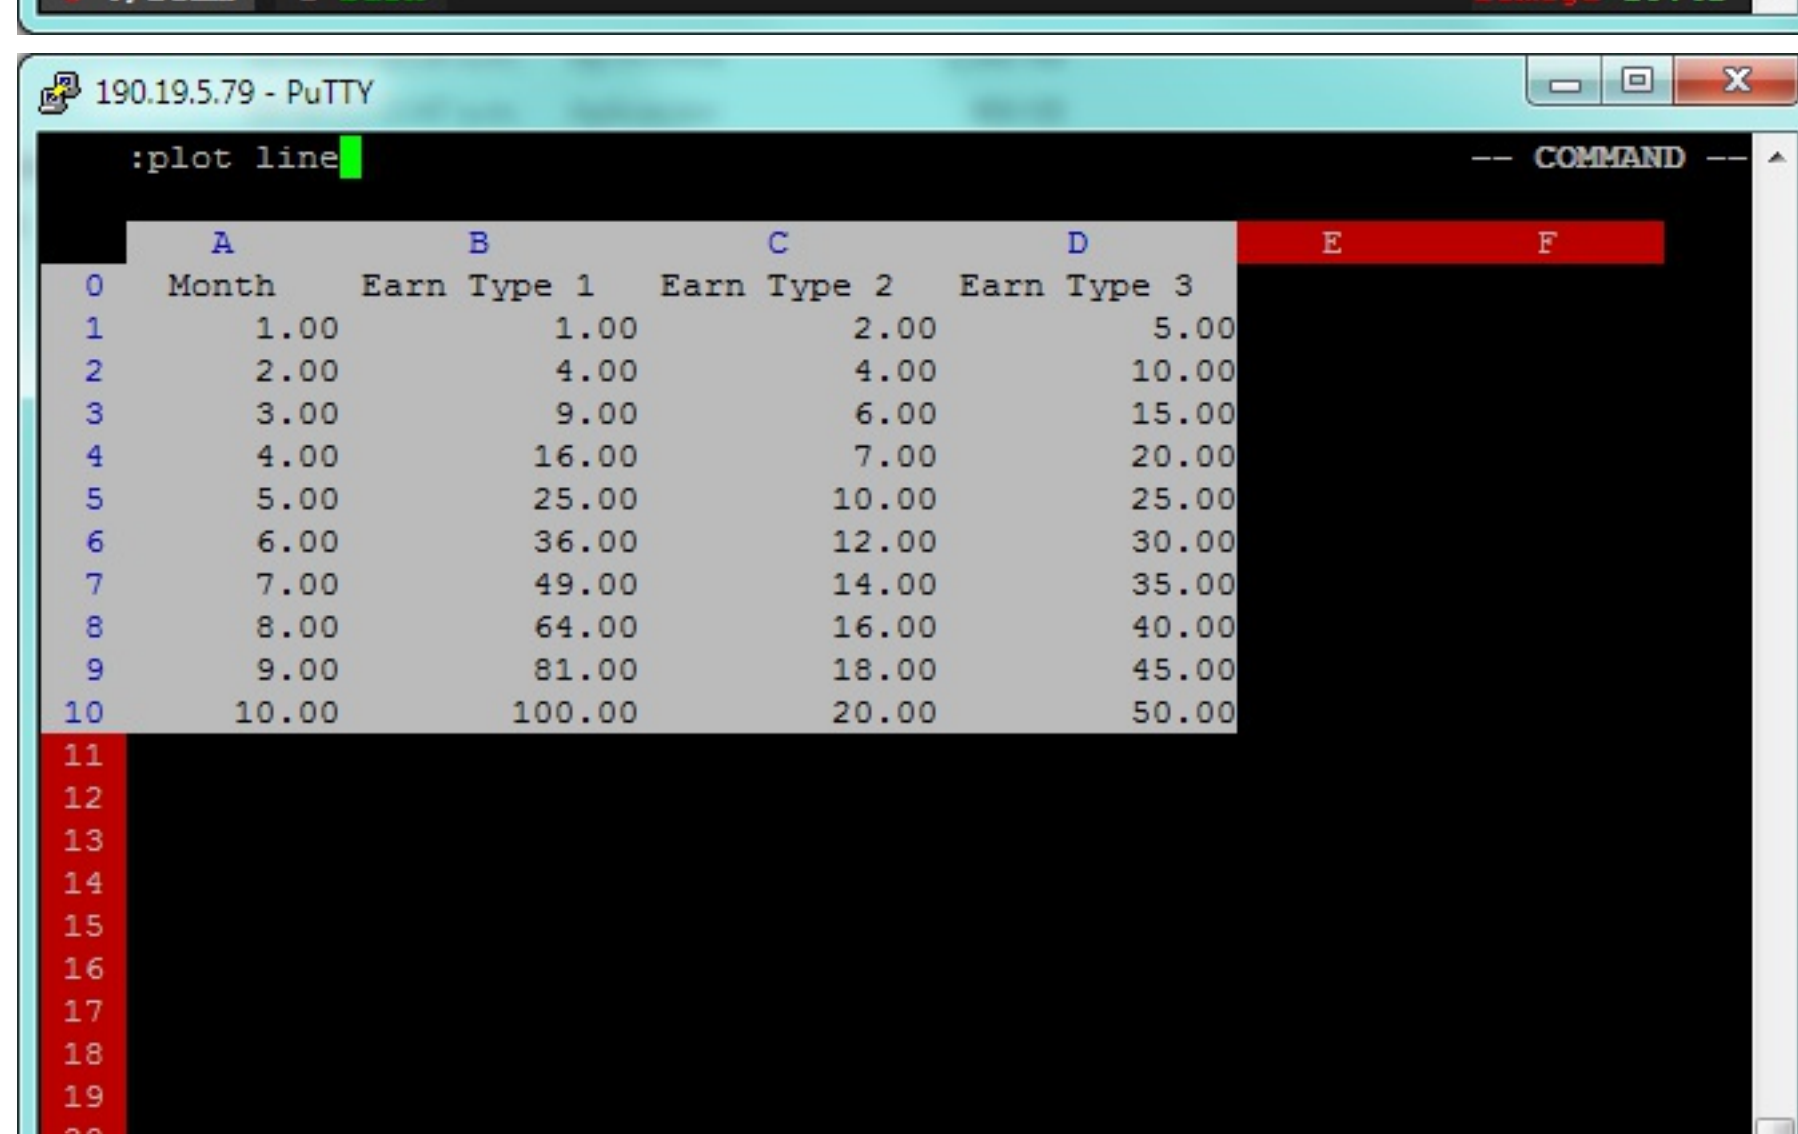 190.19.5.79 - PuTTY
:plot line -- COMMAND --
A B C D E F
0 Month Earn Type 1 Earn Type 2 Earn Type 3
1 1.00 1.00 2.00 5.00
2 2.00 4.00 4.00 10.00
3 3.00 9.00 6.00 15.00
4 4.00 16.00 7.00 20.00
5 5.00 25.00 10.00 25.00
6 6.00 36.00 12.00 30.00
7 7.00 49.00 14.00 35.00
8 8.00 64.00 16.00 40.00
9 9.00 81.00 18.00 45.00
10 10.00 100.00 20.00 50.00
11
12
13
14
15
16
17
18
19